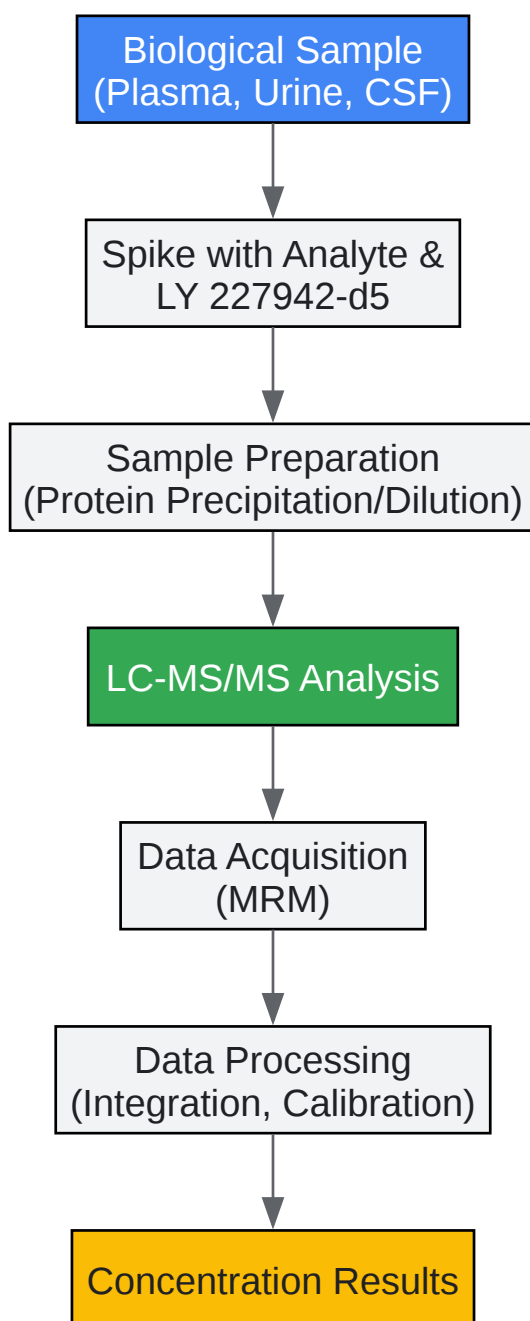 Biological Sample
(Plasma, Urine, CSF)
Spike with Analyte &
LY 227942-d5
Sample Preparation
(Protein Precipitation/Dilution)
LC-MS/MS Analysis
Data Acquisition
(MRM)
Data Processing
(Integration, Calibration)
Concentration Results